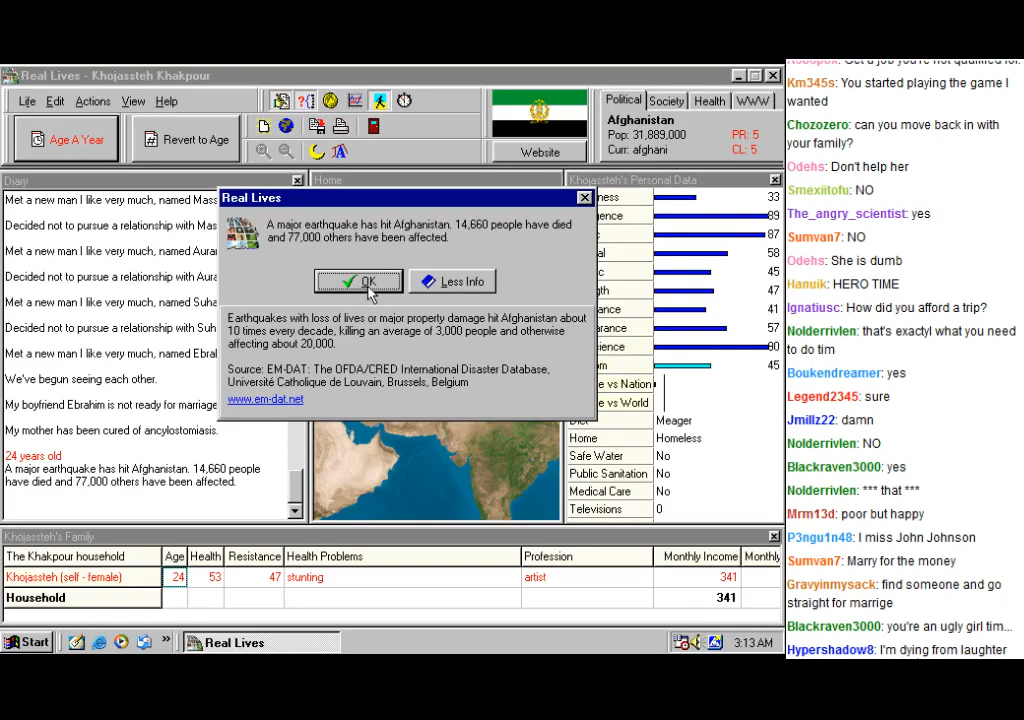 Real Lives - Khojassteh Khakpour
Life Edit Actions View Help
Age A Year
Revert to Age
Website
Political Society Health WWW
Afghanistan
Pop: 31,889,000 PR: 5
Curr: afghani CL: 5
Diary
Met a new man I like very much, named Mass
Decided not to pursue a relationship with Mas
Met a new man I like very much, named Auran
Decided not to pursue a relationship with Aura
Met a new man I like very much, named Suha
Decided not to pursue a relationship with Suh
Met a new man I like very much, named Ebral
We've begun seeing each other.
My boyfriend Ebrahim is not ready for marriage
My mother has been cured of ancylostomiasis.
24 years old
A major earthquake has hit Afghanistan. 14,660 people
have died and 77,000 others have been affected.
Home
Real Lives
A major earthquake has hit Afghanistan. 14,660 people have died
and 77,000 others have been affected.
OK
Less Info
Earthquakes with loss of lives or major property damage hit Afghanistan about
10 times every decade, killing an average of 3,000 people and otherwise
affecting about 20,000.
Source: EM-DAT: The OFDA/CRED International Disaster Database,
Université Catholique de Louvain, Brussels, Belgium
www.em-dat.net
Khojassteh's Personal Data
ness 33
gence 89
c 87
al 58
ic 45
gth 47
arance 41
rance 57
cience 80
om 45
e vs Nation
e vs World
Diet Meager
Home Homeless
Safe Water No
Public Sanitation No
Medical Care No
Televisions 0
Khojassteh's Family
The Khakpour household Age Health Resistance Health Problems Profession Monthly Income Monthly
Khojassteh (self - female) 24 53 47 stunting artist 341
Household 341
Start
Real Lives
3:13 AM
Km345s: You started playing the game I
wanted
Chozozero: can you move back in with
your family?
Odehs: Don't help her
Smexiitofu: NO
The_angry_scientist: yes
Sumvan7: NO
Odehs: She is dumb
Hanuik: HERO TIME
Ignatiusc: How did you afford a trip?
Nolderrivlen: that's exactyl what you need
to do tim
Boukendreamer: yes
Legend2345: sure
Jmillz22: damn
Nolderrivlen: NO
Blackraven3000: yes
Nolderrivlen: *** that ***
Mrm13d: poor but happy
P3ngu1n48: I miss John Johnson
Sumvan7: Marry for the money
Gravyinmysack: find someone and go
straight for marrige
Blackraven3000: you're an ugly girl tim...
Hypershadow8: I'm dying from laughter